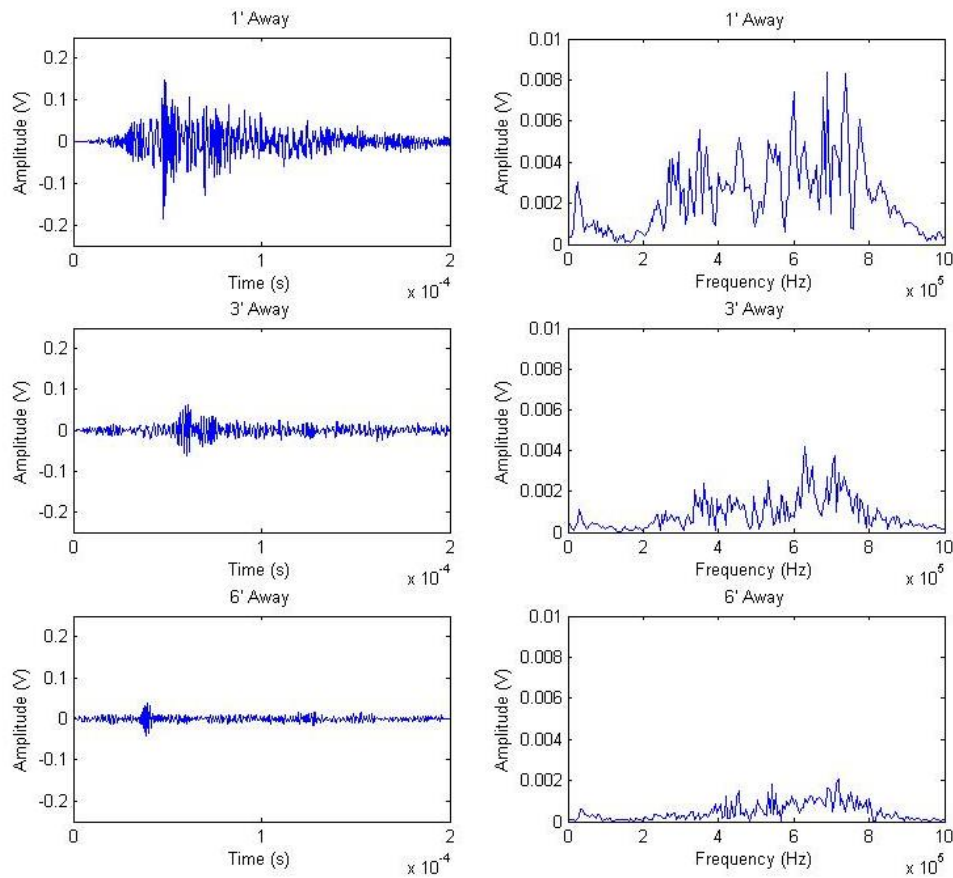 1' Away
0.2
0.1
0
-0.1
-0.2
Amplitude (V)
0
1
2
Time (s)
x 10-4
1' Away
0.01
0.008
0.006
0.004
0.002
0
Amplitude (V)
0
2
4
6
8
10
Frequency (Hz)
x 10^5
3' Away
0.2
0.1
0
-0.1
-0.2
Amplitude (V)
0
1
2
Time (s)
x 10^-4
3' Away
0.01
0.008
0.006
0.004
0.002
0
Amplitude (V)
0
2
4
6
8
10
Frequency (Hz)
x 10^5
6' Away
0.2
0.1
0
-0.1
-0.2
Amplitude (V)
0
1
2
Time (s)
x 10^-4
6' Away
0.01
0.008
0.006
0.004
0.002
0
Amplitude (V)
0
2
4
6
8
10
Frequency (Hz)
x 10^5